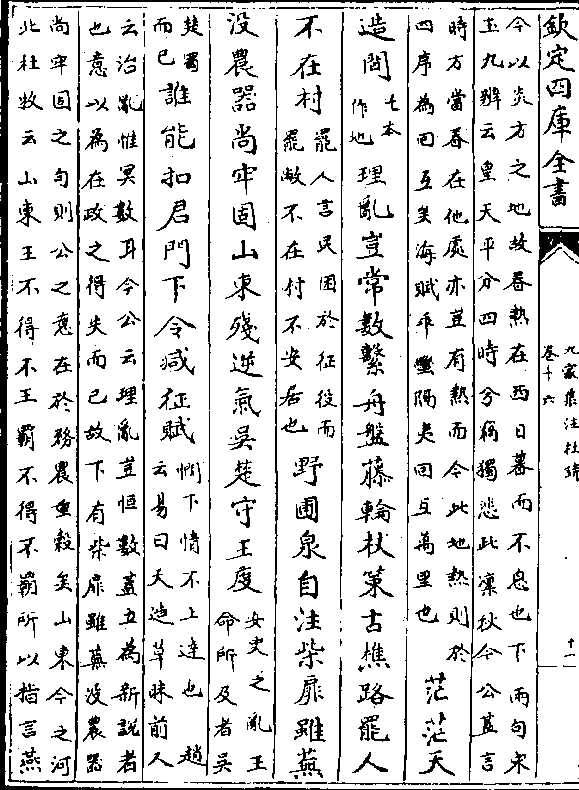 欽定四庫全書
九家集注杜詩
卷十六
十一
今以炎方之地故春熱在西日暮而不息也下兩句宋
玉九辯云皇天平分四時兮竊獨悲此凜秋今公甚言
時方當春在他處亦豈有熱而今此地熱則於
四序為回互矣海賦乖蠻隔夷回互萬里也
茫茫天
造間
七本
作地
理亂豈常數繫舟盤藤輪杖策古樵路罷人
不在村
罷人言民困於征役而
罷敝不在村不安居也
野圃泉自注柴扉雖蕪
没農器尚牢固山東殘逆氣吳楚守王度
安史之亂王
命所及者吳
楚蜀
而已
誰能扣君門下令減征賦
惻下情不上達也 趙
云易曰天造草昧前人
云治亂惟冥數耳今公云理亂豈恒數蓋立為新説者
也意以為在政之得失而已故下有柴扉雖蕪没農器
尚牢固之句則公之意在於務農重穀矣山東今之河
北杜牧云山東王不得不王霸不得不霸所以指言燕